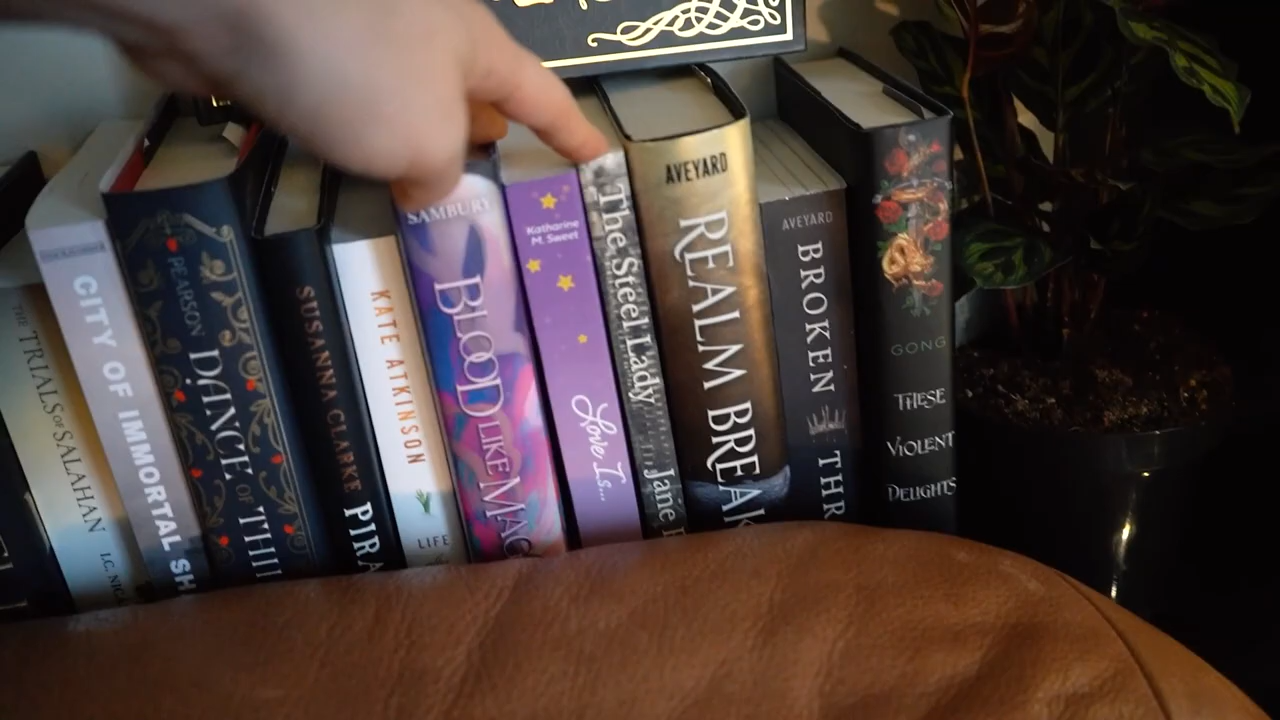 THE TRIALS OF SALAHAN
I.C. NICA
CITY OF IMMORTAL SH
PEARSON DANCE OF THI
SUSANNA CLARKE PIRA
KATE ATKINSON
LIFE
SAMBURY
BLOOD LIKE MAG
Katharine
M. Sweet
Love Is...
The Steel Lady Jane
AVEYARD
REALM BREAK
AVEYARD
BROKEN THR
GONG
THESE
VIOLENT
DELIGHTS